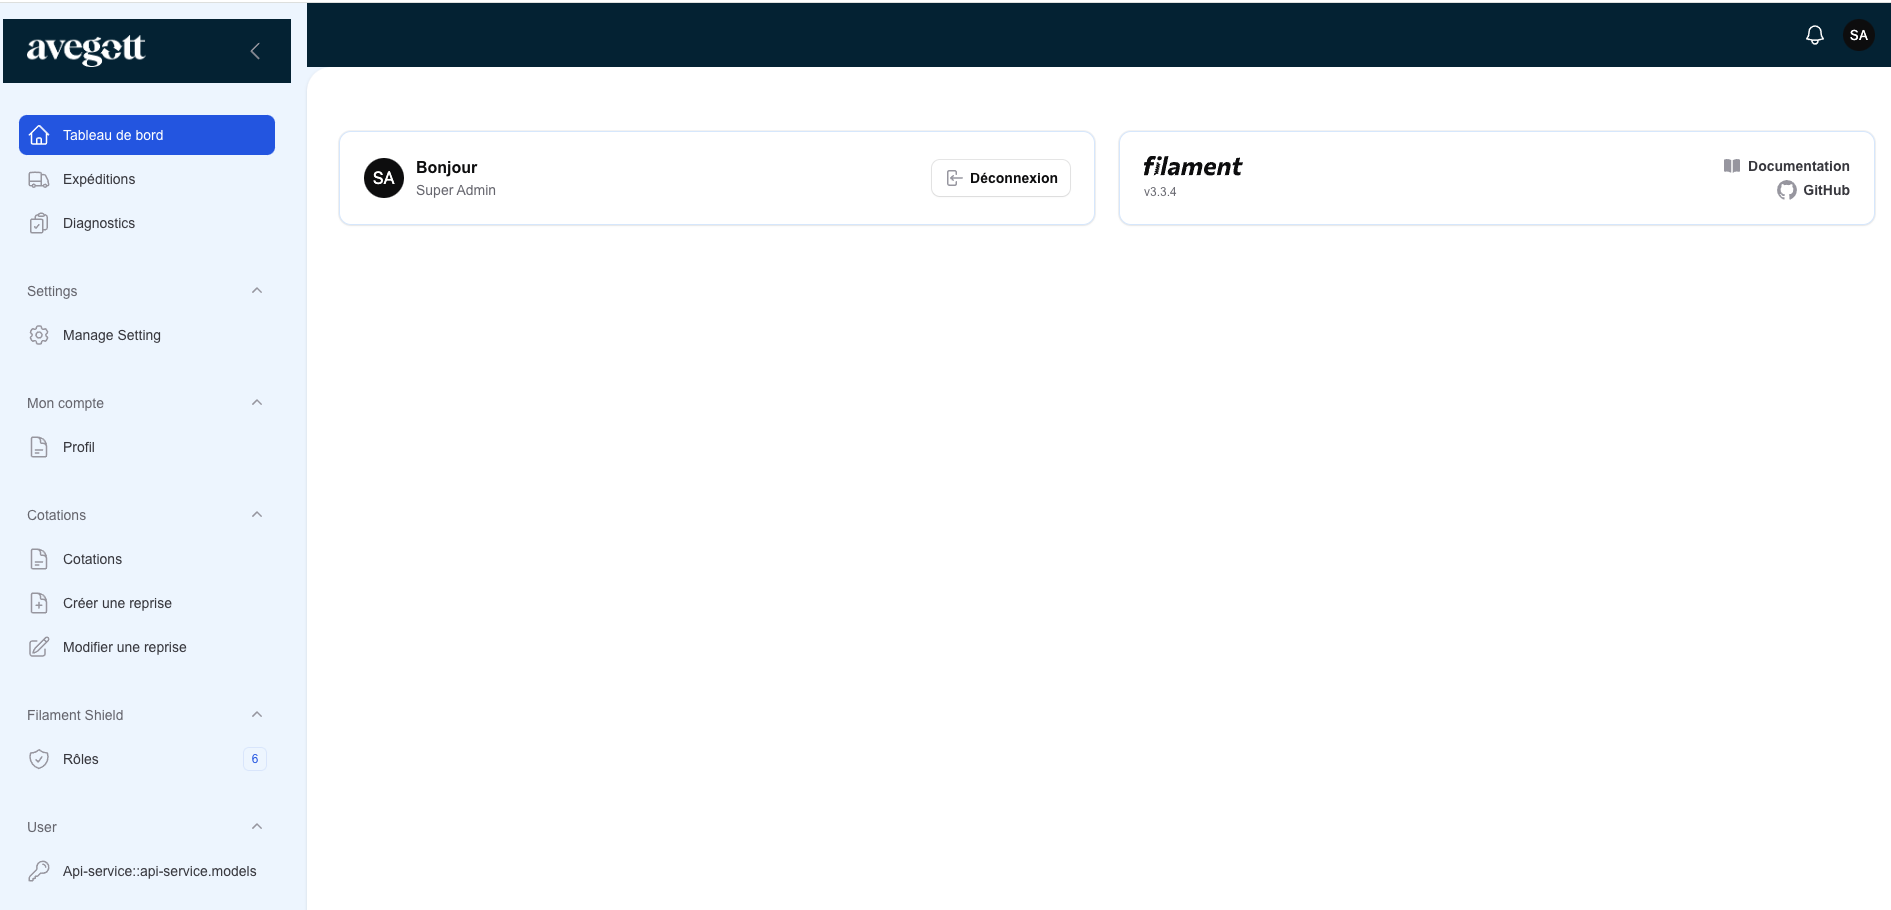 avegott
SA
Tableau de bord
Expéditions
Diagnostics
Settings
Manage Setting
Mon compte
Profil
Cotations
Cotations
Créer une reprise
Modifier une reprise
Filament Shield
Rôles
6
User
Api-service::api-service.models
SA
Bonjour
Super Admin
Déconnexion
filament
v3.3.4
Documentation
GitHub